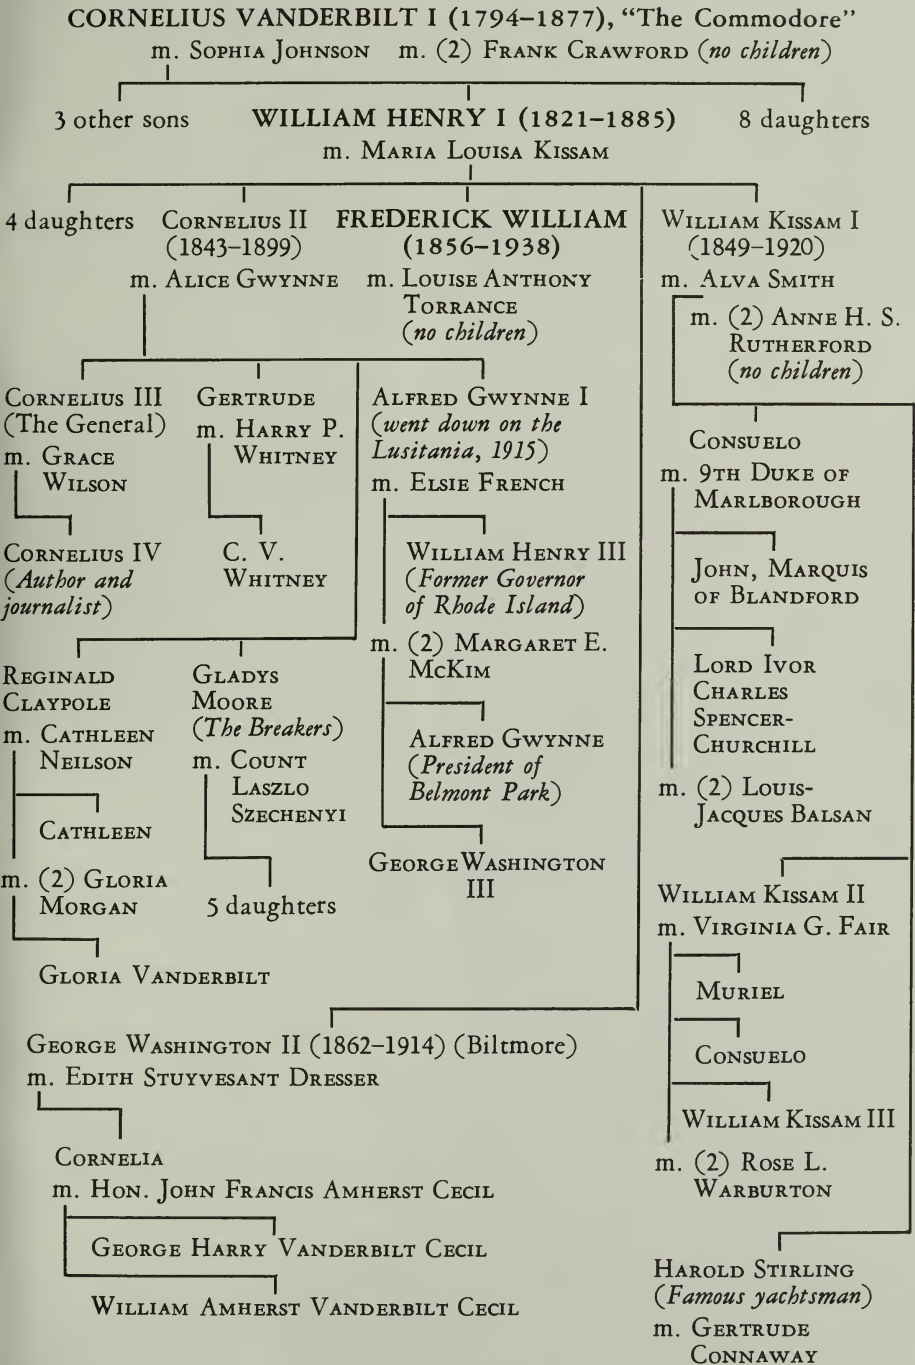 CORNELIUS VANDERBILT I (1794–1877), “The Commodore”
m. SOPHIA JOHNSON m. (2) FRANK CRAWFORD (no children)
3 other sons
WILLIAM HENRY I (1821–1885)
8 daughters
m. MARIA LOUISA KISSAM
4 daughters
CORNELIUS II
(1843–1899)
m. ALICE GWYNNE
FREDERICK WILLIAM
(1856–1938)
m. LOUISE ANTHONY
TORRANCE
(no children)
WILLIAM KISSAM I
(1849–1920)
m. ALVA SMITH
m. (2) ANNE H. S.
RUTHERFORD
(no children)
CORNELIUS III
(The General)
m. GRACE
WILSON
CORNELIUS IV
(Author and
journalist)
GERTRUDE
m. HARRY P.
WHITNEY
C. V.
WHITNEY
ALFRED GWYNNE I
(went down on the
Lusitania, 1915)
m. ELSIE FRENCH
WILLIAM HENRY III
(Former Governor
of Rhode Island)
m. (2) MARGARET E.
MCKIM
ALFRED GWYNNE
(President of
Belmont Park)
GEORGE WASHINGTON
III
CONSUELO
m. 9TH DUKE OF
MARLBOROUGH
JOHN, MARQUIS
OF BLANDFORD
LORD IVOR
CHARLES
SPENCER-
CHURCHILL
m. (2) LOUIS-
JACQUES BALSAN
REGINALD
CLAYPOLE
m. CATHLEEN
NEILSON
CATHLEEN
m. (2) GLORIA
MORGAN
GLORIA VANDERBILT
GLADYS
MOORE
(The Breakers)
m. COUNT
LASZLO
SZECHENYI
5 daughters
WILLIAM KISSAM II
m. VIRGINIA G. FAIR
MURIEL
CONSUELO
WILLIAM KISSAM III
m. (2) ROSE L.
WARBURTON
GEORGE WASHINGTON II (1862–1914) (Biltmore)
m. EDITH STUYVESANT DRESSER
CORNELIA
m. HON. JOHN FRANCIS AMHERST CECIL
GEORGE HARRY VANDERBILT CECIL
WILLIAM AMHERST VANDERBILT CECIL
HAROLD STIRLING
(Famous yachtsman)
m. GERTRUDE
CONNAWAY